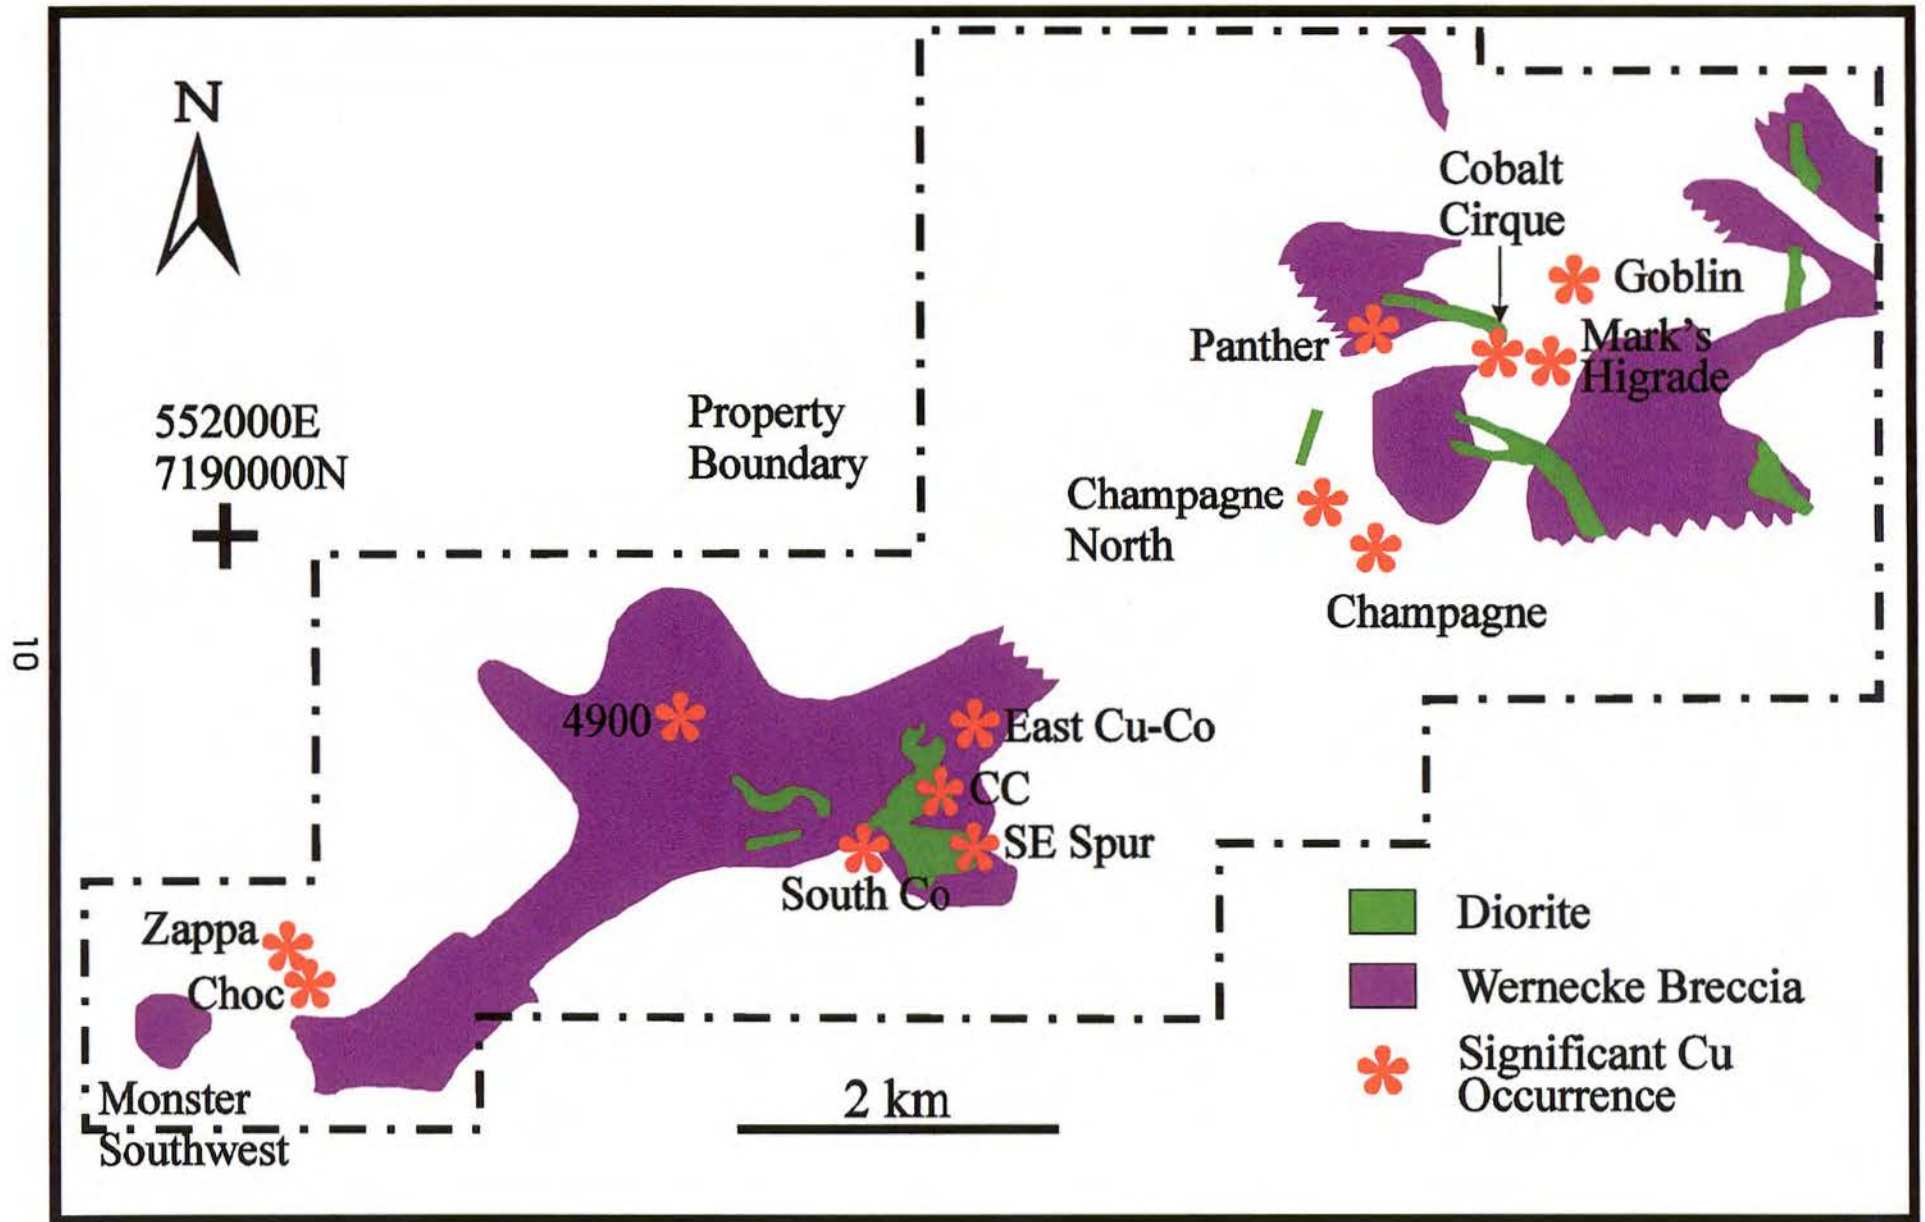 N
Cobalt
Cirque
Goblin
Mark's
Higrade
Panther
552000E
7190000N
Property
Boundary
Champagne
North
Champagne
10
4900
East Cu-Co
CC
SE Spur
South Co
Zappa
Choc
Monster
Southwest
2 km
Diorite
Wernecke Breccia
Significant Cu
Occurrence